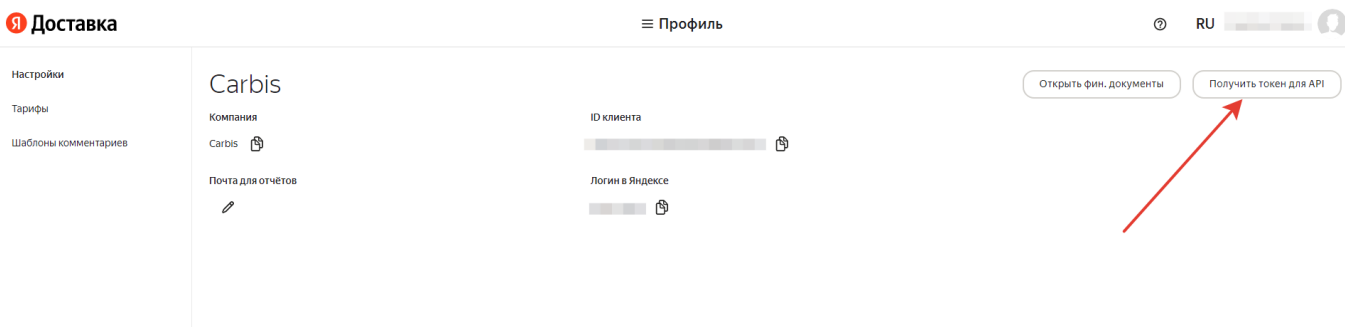 Я Доставка
Профиль
RU
Настройки
Тарифы
Шаблоны комментариев
Carbis
Открыть фин. документы
Получить токен для API
Компания
ID клиента
Carbis
Почта для отчётов
Логин в Яндексе